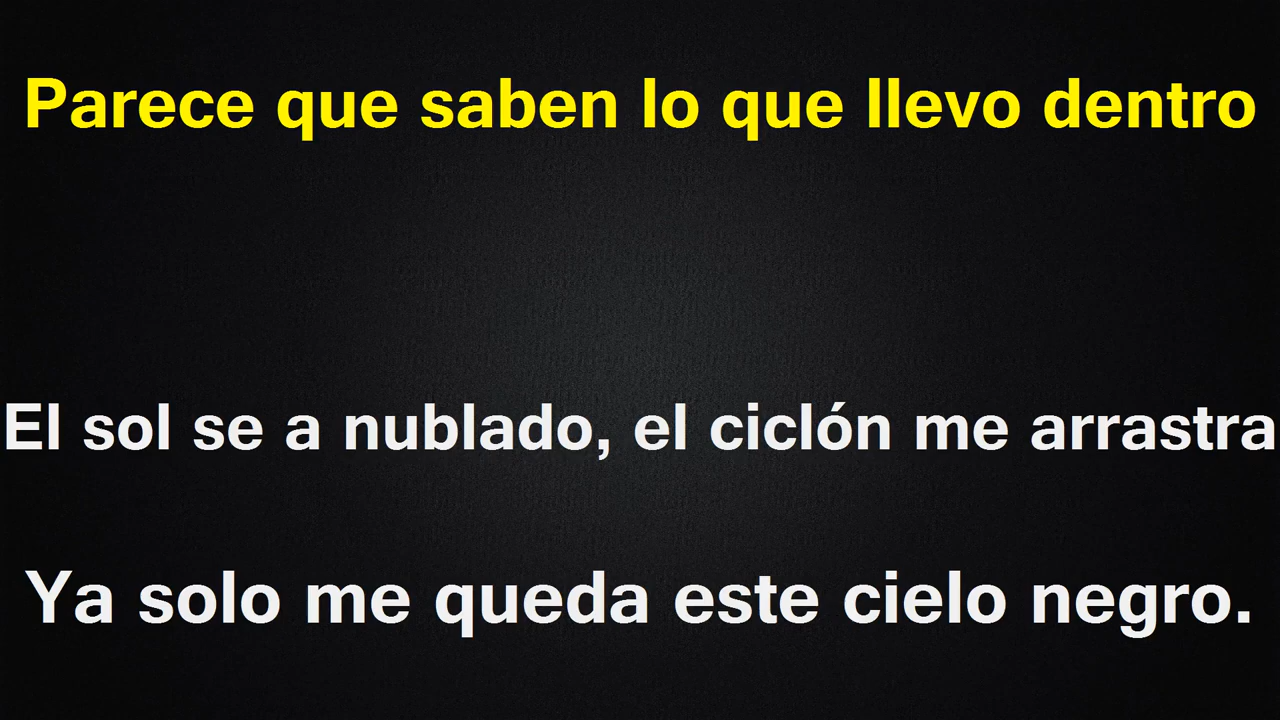 Parece que saben lo que llevo dentro
El sol se a nublado, el ciclón me arrastra
Ya solo me queda este cielo negro.